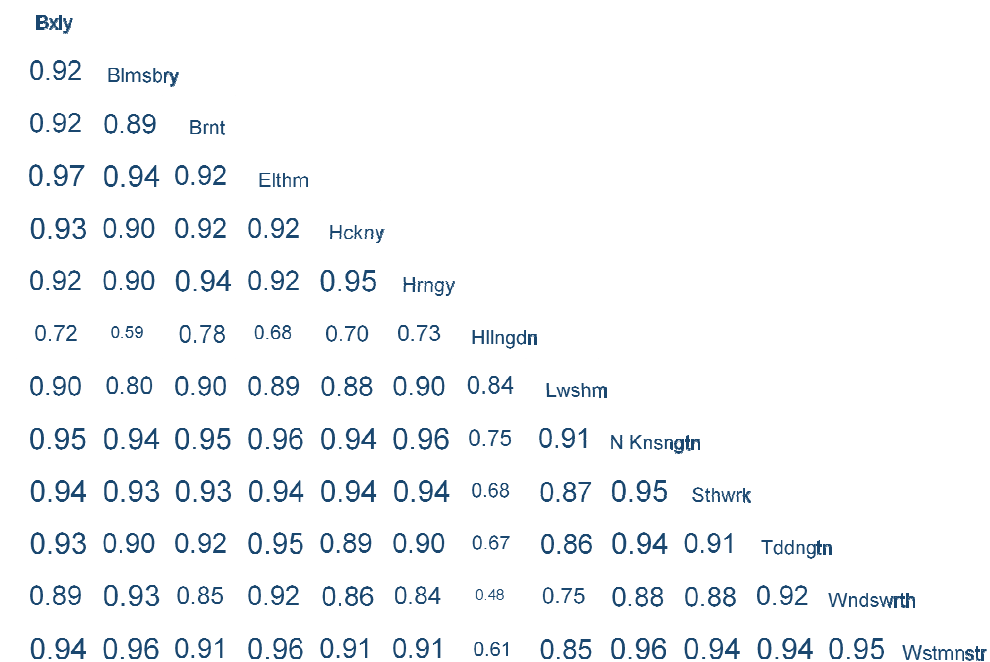 Bxly
0.92 Blmsbry
0.92 0.89 Brnt
0.97 0.94 0.92 Elthm
0.93 0.90 0.92 0.92 Hckny
0.92 0.90 0.94 0.92 0.95 Hrngy
0.72 0.59 0.78 0.68 0.70 0.73 Hllngdn
0.90 0.80 0.90 0.89 0.88 0.90 0.84 Lwshm
0.95 0.94 0.95 0.96 0.94 0.96 0.75 0.91 N Knsngtn
0.94 0.93 0.93 0.94 0.94 0.94 0.68 0.87 0.95 Sthwrk
0.93 0.90 0.92 0.95 0.89 0.90 0.67 0.86 0.94 0.91 Tddngtn
0.89 0.93 0.85 0.92 0.86 0.84 0.48 0.75 0.88 0.88 0.92 Wndswrth
0.94 0.96 0.91 0.96 0.91 0.91 0.61 0.85 0.96 0.94 0.94 0.95 Wstmnstr